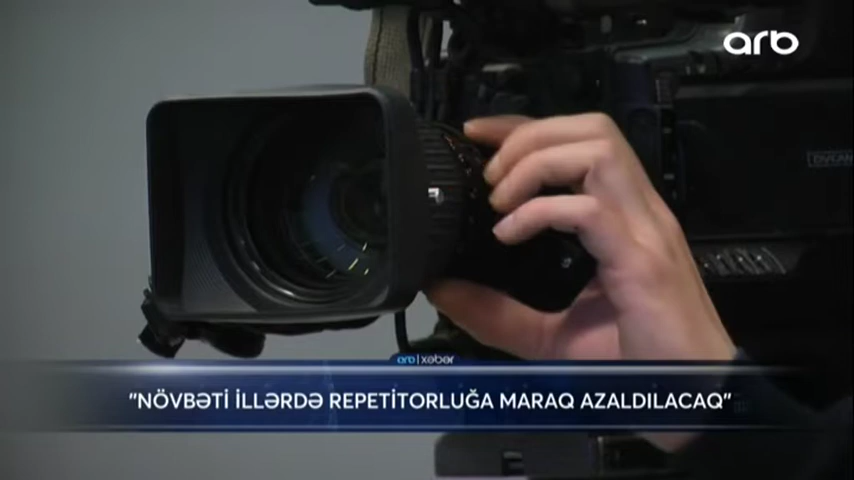 arb
arb | xəbər
"NÖVBƏTİ İLLƏRDƏ REPETİTORLUĞA MARAQ AZALDILACAQ"